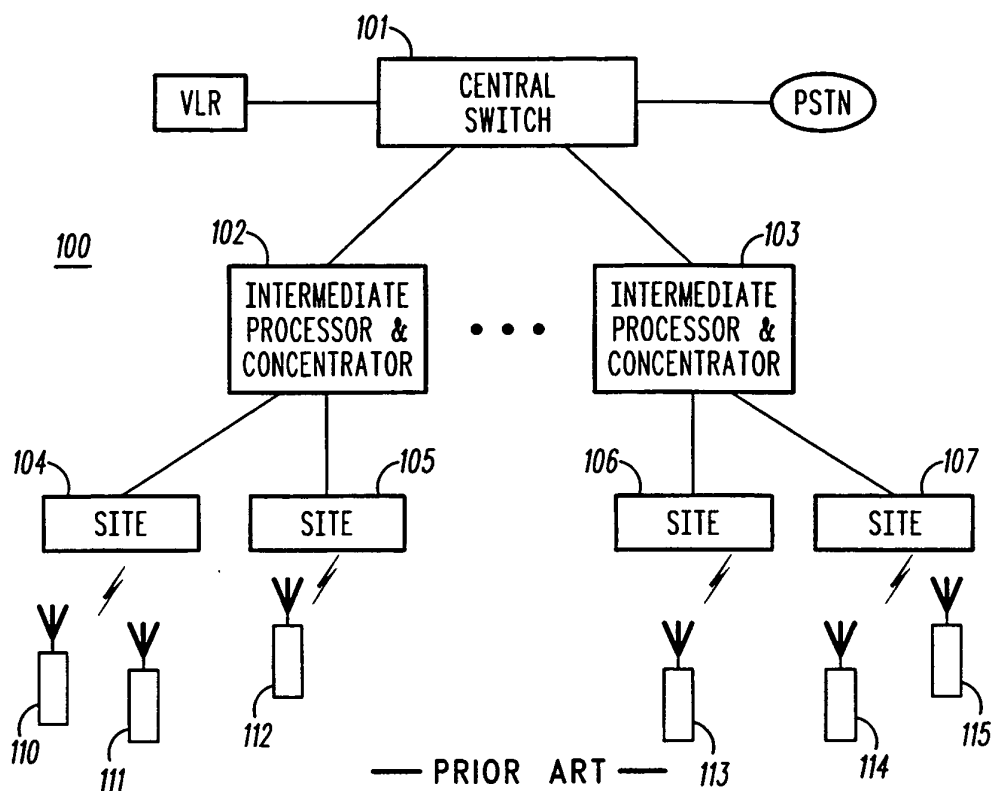 101
VLR
CENTRAL
SWITCH
PSTN
100
102
103
INTERMEDIATE
PROCESSOR &
CONCENTRATOR
INTERMEDIATE
PROCESSOR &
CONCENTRATOR
104
105
106
107
SITE
SITE
SITE
SITE
110
111
112
113
114
115
PRIOR ART